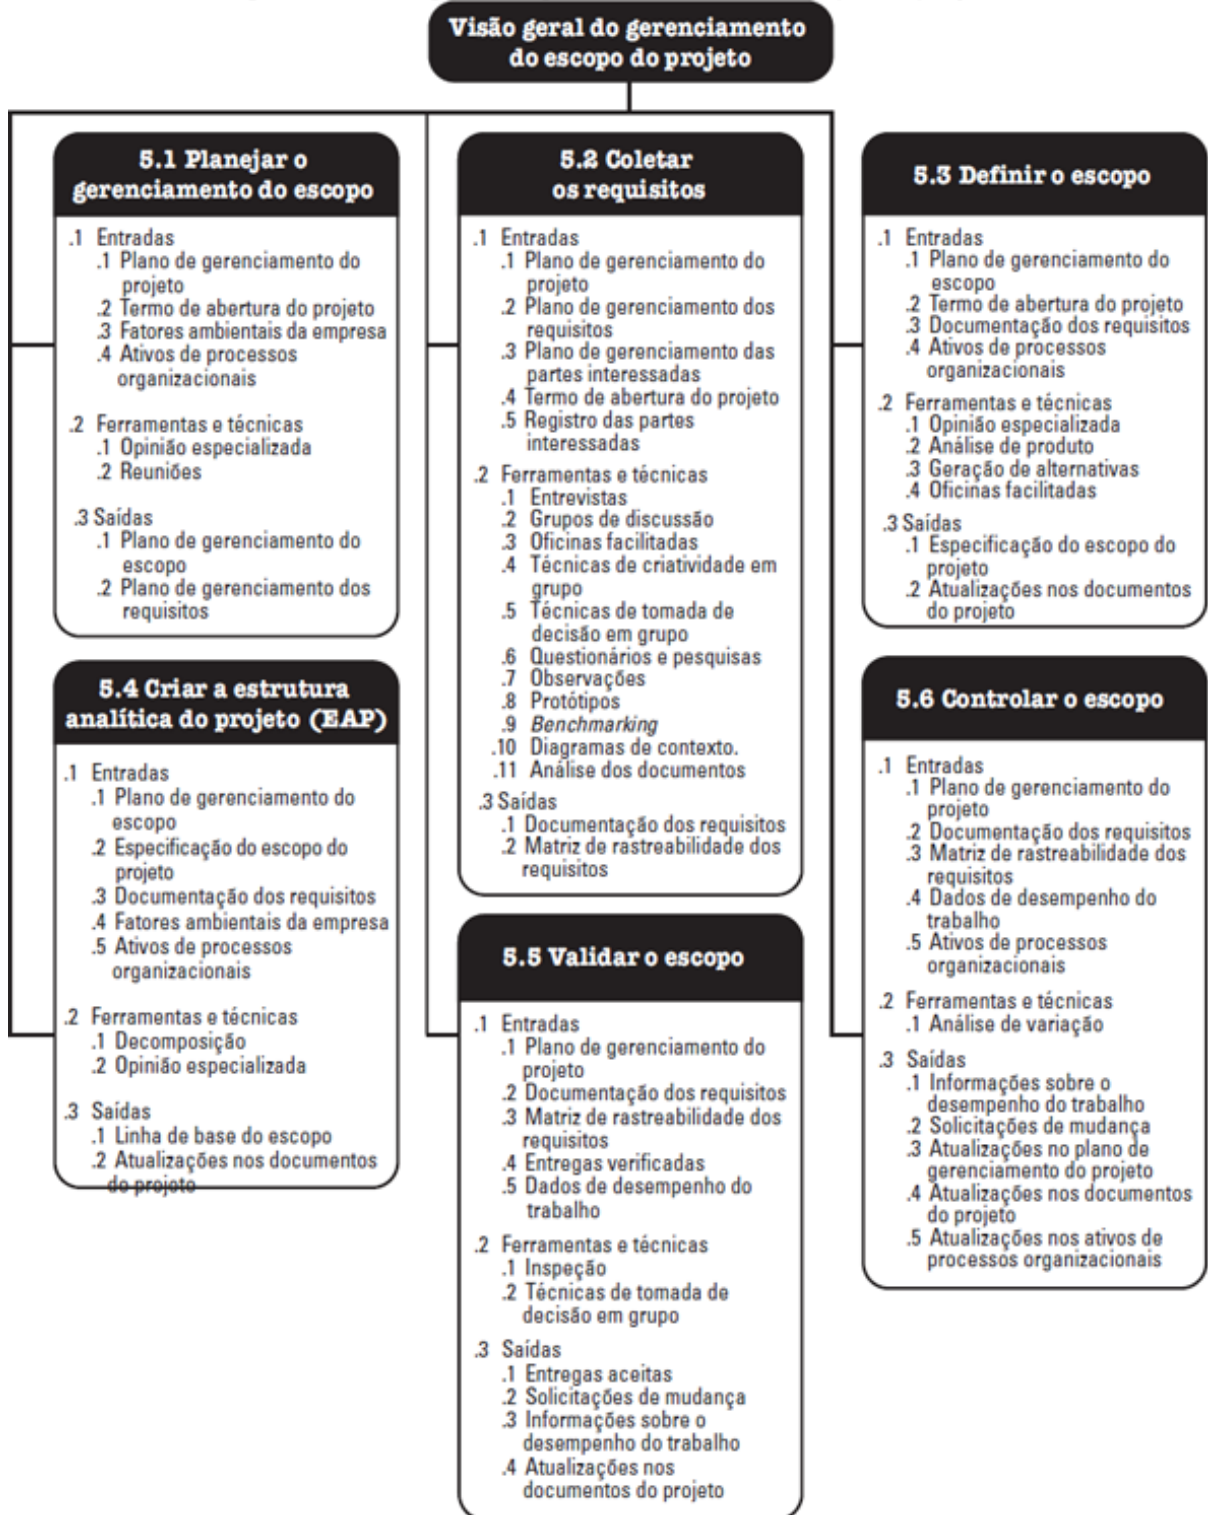 Visão geral do gerenciamento
do escopo do projeto
5.1 Planejar o
gerenciamento do escopo
.1 Entradas
.1 Plano de gerenciamento do
projeto
.2 Termo de abertura do projeto
.3 Fatores ambientais da empresa
.4 Ativos de processos
organizacionais
.2 Ferramentas e técnicas
.1 Opinião especializada
.2 Reuniões
.3 Saídas
.1 Plano de gerenciamento do
escopo
.2 Plano de gerenciamento dos
requisitos
5.2 Coletar
os requisitos
.1 Entradas
.1 Plano de gerenciamento do
projeto
.2 Plano de gerenciamento dos
requisitos
.3 Plano de gerenciamento das
partes interessadas
.4 Termo de abertura do projeto
.5 Registro das partes
interessadas
.2 Ferramentas e técnicas
.1 Entrevistas
.2 Grupos de discussão
.3 Oficinas facilitadas
.4 Técnicas de criatividade em
grupo
.5 Técnicas de tomada de
decisão em grupo
.6 Questionários e pesquisas
.7 Observações
.8 Protótipos
.9 Benchmarking
.10 Diagramas de contexto.
.11 Análise dos documentos
.3 Saídas
.1 Documentação dos requisitos
.2 Matriz de rastreabilidade dos
requisitos
5.3 Definir o escopo
.1 Entradas
.1 Plano de gerenciamento do
escopo
.2 Termo de abertura do projeto
.3 Documentação dos requisitos
.4 Ativos de processos
organizacionais
.2 Ferramentas e técnicas
.1 Opinião especializada
.2 Análise de produto
.3 Geração de alternativas
.4 Oficinas facilitadas
.3 Saídas
.1 Especificação do escopo do
projeto
.2 Atualizações nos documentos
do projeto
5.4 Criar a estrutura
analítica do projeto (EAP)
.1 Entradas
.1 Plano de gerenciamento do
escopo
.2 Especificação do escopo do
projeto
.3 Documentação dos requisitos
.4 Fatores ambientais da empresa
.5 Ativos de processos
organizacionais
.2 Ferramentas e técnicas
.1 Decomposição
.2 Opinião especializada
.3 Saídas
.1 Linha de base do escopo
.2 Atualizações nos documentos
do projeto
5.5 Validar o escopo
.1 Entradas
.1 Plano de gerenciamento do
projeto
.2 Documentação dos requisitos
.3 Matriz de rastreabilidade dos
requisitos
.4 Entregas verificadas
.5 Dados de desempenho do
trabalho
.2 Ferramentas e técnicas
.1 Inspeção
.2 Técnicas de tomada de
decisão em grupo
.3 Saídas
.1 Entregas aceitas
.2 Solicitações de mudança
.3 Informações sobre o
desempenho do trabalho
.4 Atualizações nos
documentos do projeto
5.6 Controlar o escopo
.1 Entradas
.1 Plano de gerenciamento do
projeto
.2 Documentação dos requisitos
.3 Matriz de rastreabilidade dos
requisitos
.4 Dados de desempenho do
trabalho
.5 Ativos de processos
organizacionais
.2 Ferramentas e técnicas
.1 Análise de variação
.3 Saídas
.1 Informações sobre o
desempenho do trabalho
.2 Solicitações de mudança
.3 Atualizações no plano de
gerenciamento do projeto
.4 Atualizações nos documentos
do projeto
.5 Atualizações nos ativos de
processos organizacionais